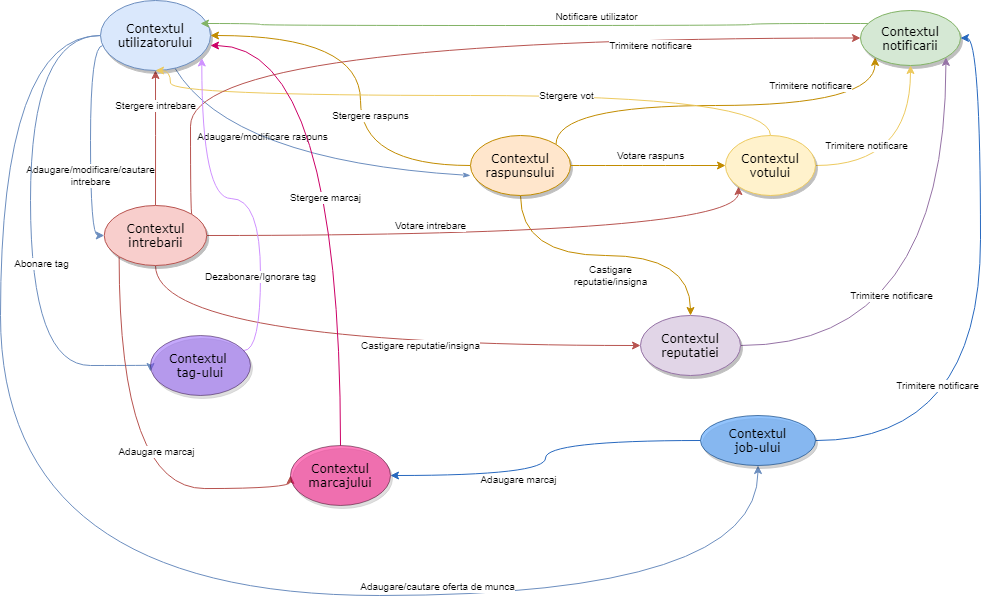 Notificare utilizator
Contextul
utilizatorului
Contextul
notificarii
Trimitere notificare
Trimitere notificare
Stergere vot
Stergere intrebare
Stergere raspuns
Adaugare/modificare raspuns
Trimitere notificare
Votare raspuns
Contextul
raspunsului
Contextul
votului
Adaugare/modificare/cautare
intrebare
Stergere marcaj
Contextul
intrebarii
Votare intrebare
Abonare tag
Dezabonare/Ignorare tag
Castigare
reputatie/insigna
Trimitere notificare
Castigare reputatie/insigna
Contextul
reputatiei
Contextul
tag-ului
Trimitere notificare
Contextul
job-ului
Adaugare marcaj
Contextul
marcajului
Adaugare marcaj
Adaugare/cautare oferta de munca